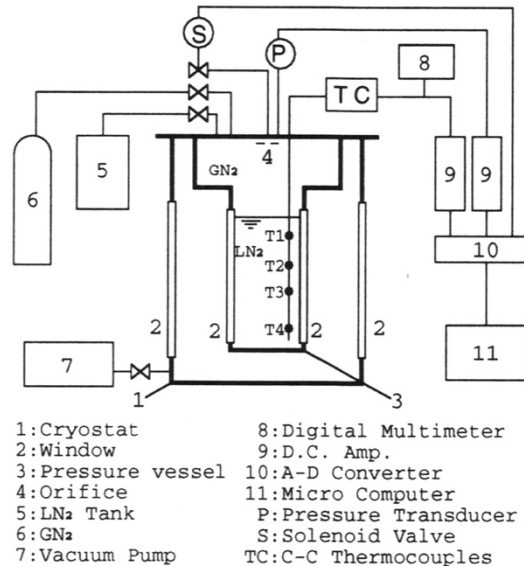 S
P
8
TC
4
GN2
9 9
5
6
T1
LN2
T2
10
T3
2 2 T4 2 2
7
11
1 3
1:Cryostat
2:Window
3:Pressure vessel
4:Orifice
5:LN2 Tank
6:GN2
7:Vacuum Pump
8:Digital Multimeter
9:D.C. Amp.
10:A-D Converter
11:Micro Computer
P:Pressure Transducer
S:Solenoid Valve
TC:C-C Thermocouples